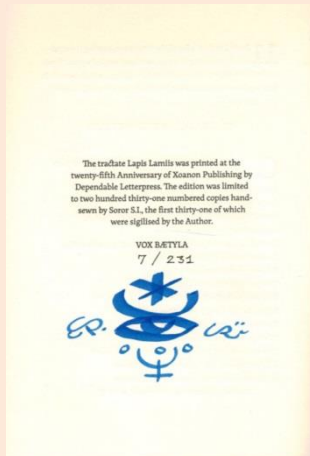 The tractate Lapis Lamiis was printed at the
twenty-fifth Anniversary of Xoanon Publishing by
Dependable Letterpress. The edition was limited
to two hundred thirty-one numbered copies hand-
sewn by Soror S.I., the first thirty-one of which
were sigilised by the Author.
VOX BÆTYLA
7 / 231